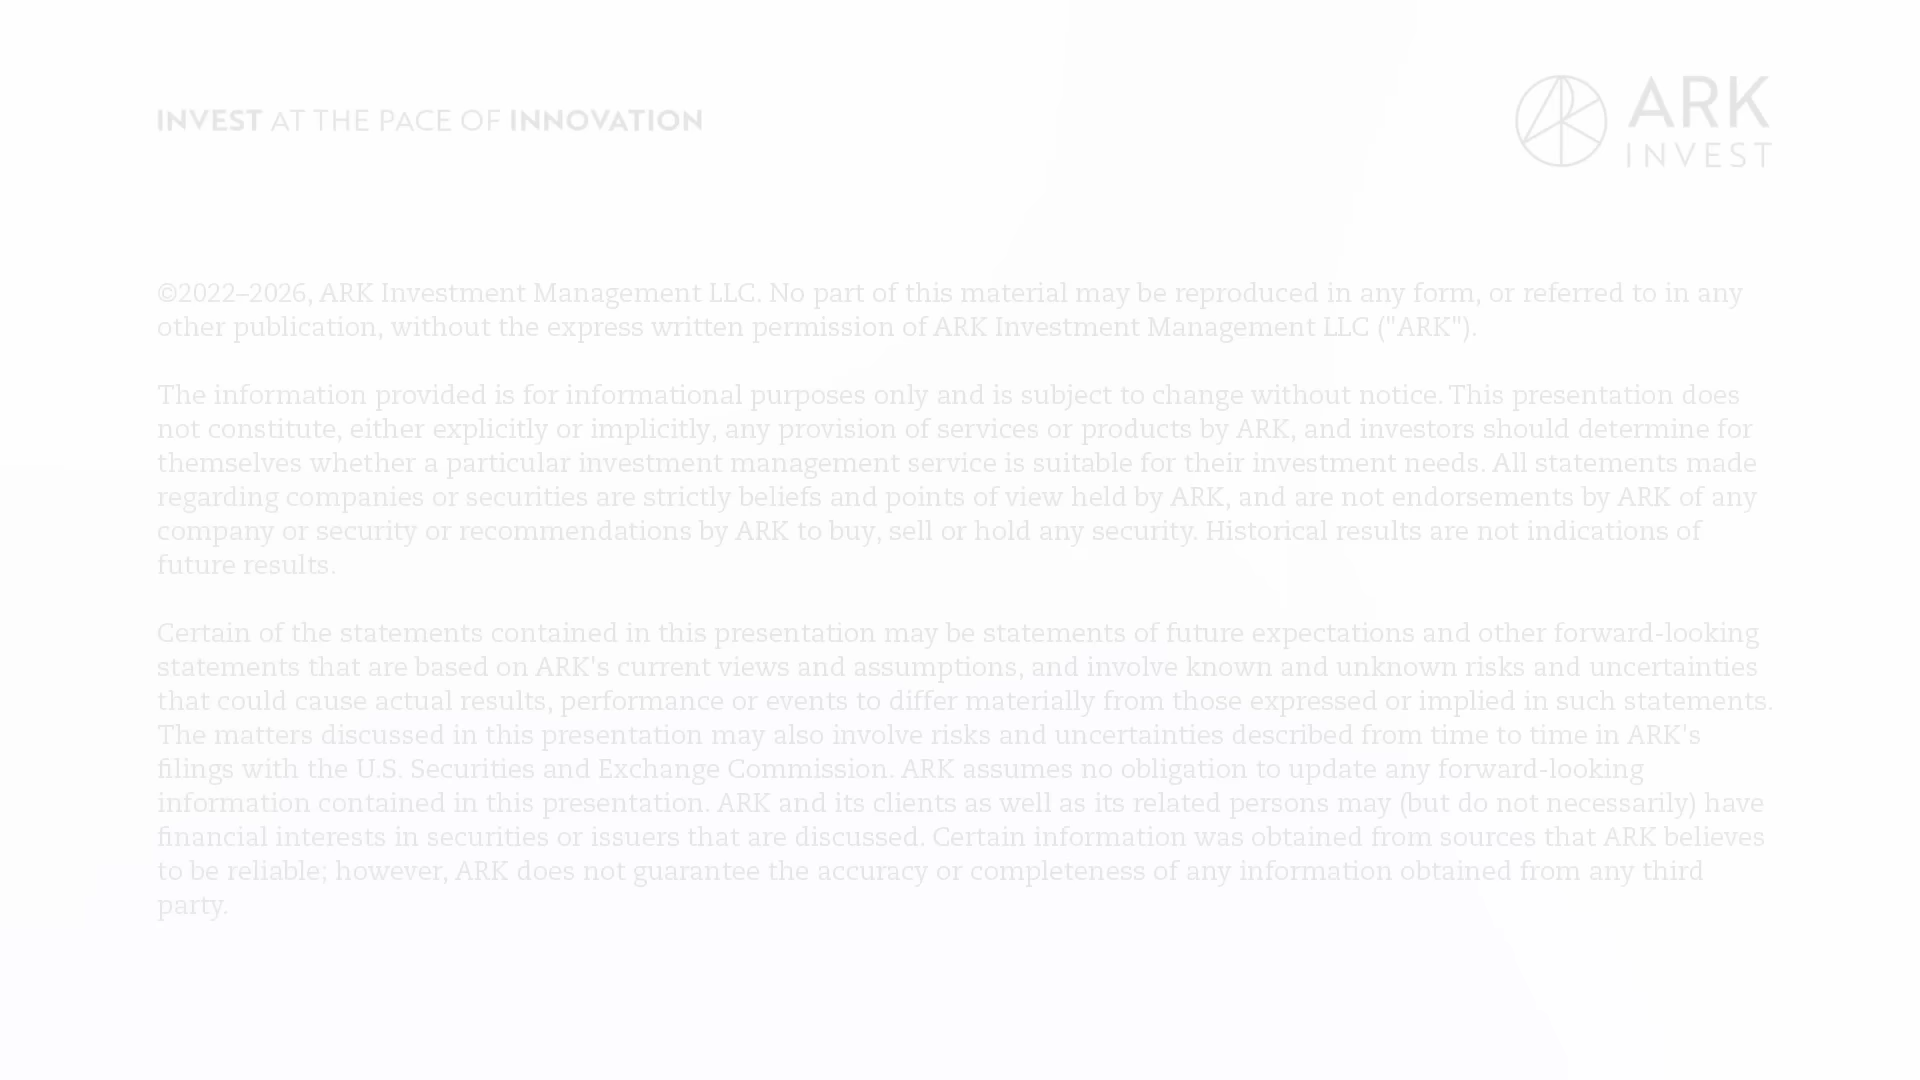 INVEST AT THE PACE OF INNOVATION
ARK
INVEST
©2022–2026, ARK Investment Management LLC. No part of this material may be reproduced in any form, or referred to in any
other publication, without the express written permission of ARK Investment Management LLC ("ARK").
The information provided is for informational purposes only and is subject to change without notice. This presentation does
not constitute, either explicitly or implicitly, any provision of services or products by ARK, and investors should determine for
themselves whether a particular investment management service is suitable for their investment needs. All statements made
regarding companies or securities are strictly beliefs and points of view held by ARK, and are not endorsements by ARK of any
company or security or recommendations by ARK to buy, sell or hold any security. Historical results are not indications of
future results.
Certain of the statements contained in this presentation may be statements of future expectations and other forward-looking
statements that are based on ARK's current views and assumptions, and involve known and unknown risks and uncertainties
that could cause actual results, performance or events to differ materially from those expressed or implied in such statements.
The matters discussed in this presentation may also involve risks and uncertainties described from time to time in ARK's
filings with the U.S. Securities and Exchange Commission. ARK assumes no obligation to update any forward-looking
information contained in this presentation. ARK and its clients as well as its related persons may (but do not necessarily) have
financial interests in securities or issuers that are discussed. Certain information was obtained from sources that ARK believes
to be reliable; however, ARK does not guarantee the accuracy or completeness of any information obtained from any third
party.